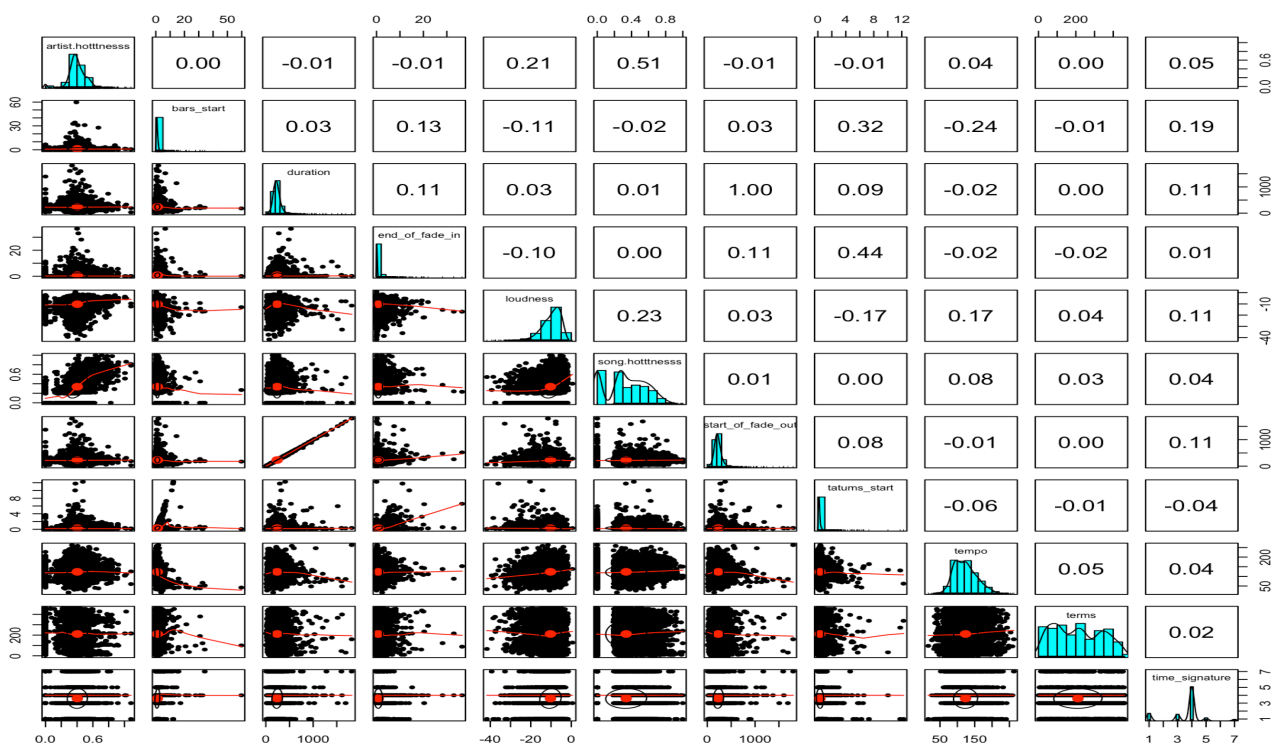 0 20 40 60
0 20
0.0 0.4 0.8
0 4 8 12
0 200
artist.hotttnesss
0.00 -0.01 -0.01 0.21 0.51 -0.01 -0.01 0.04 0.00 0.05
0.0 0.6
0 30 60
bars_start
0.03 0.13 -0.11 -0.02 0.03 0.32 -0.24 -0.01 0.19
duration
0.11 0.03 0.01 1.00 0.09 -0.02 0.00 0.11
0 1000
0 20
end_of_fade_in
-0.10 0.00 0.11 0.44 -0.02 -0.02 0.01
loudness
0.23 0.03 -0.17 0.17 0.04 0.11
-40 -10
0.0 0.6
song.hotttnesss
0.01 0.00 0.08 0.03 0.04
start_of_fade_out
0.08 -0.01 0.00 0.11
0 1000
0 4 8
tatums_start
-0.06 -0.01 -0.04
tempo
0.05 0.04
50 200
0 200
terms
0.02
time_signature
1 3 5 7
0.0 0.6
0 1000
-40 -20 0
0 1000
50 150
1 3 5 7